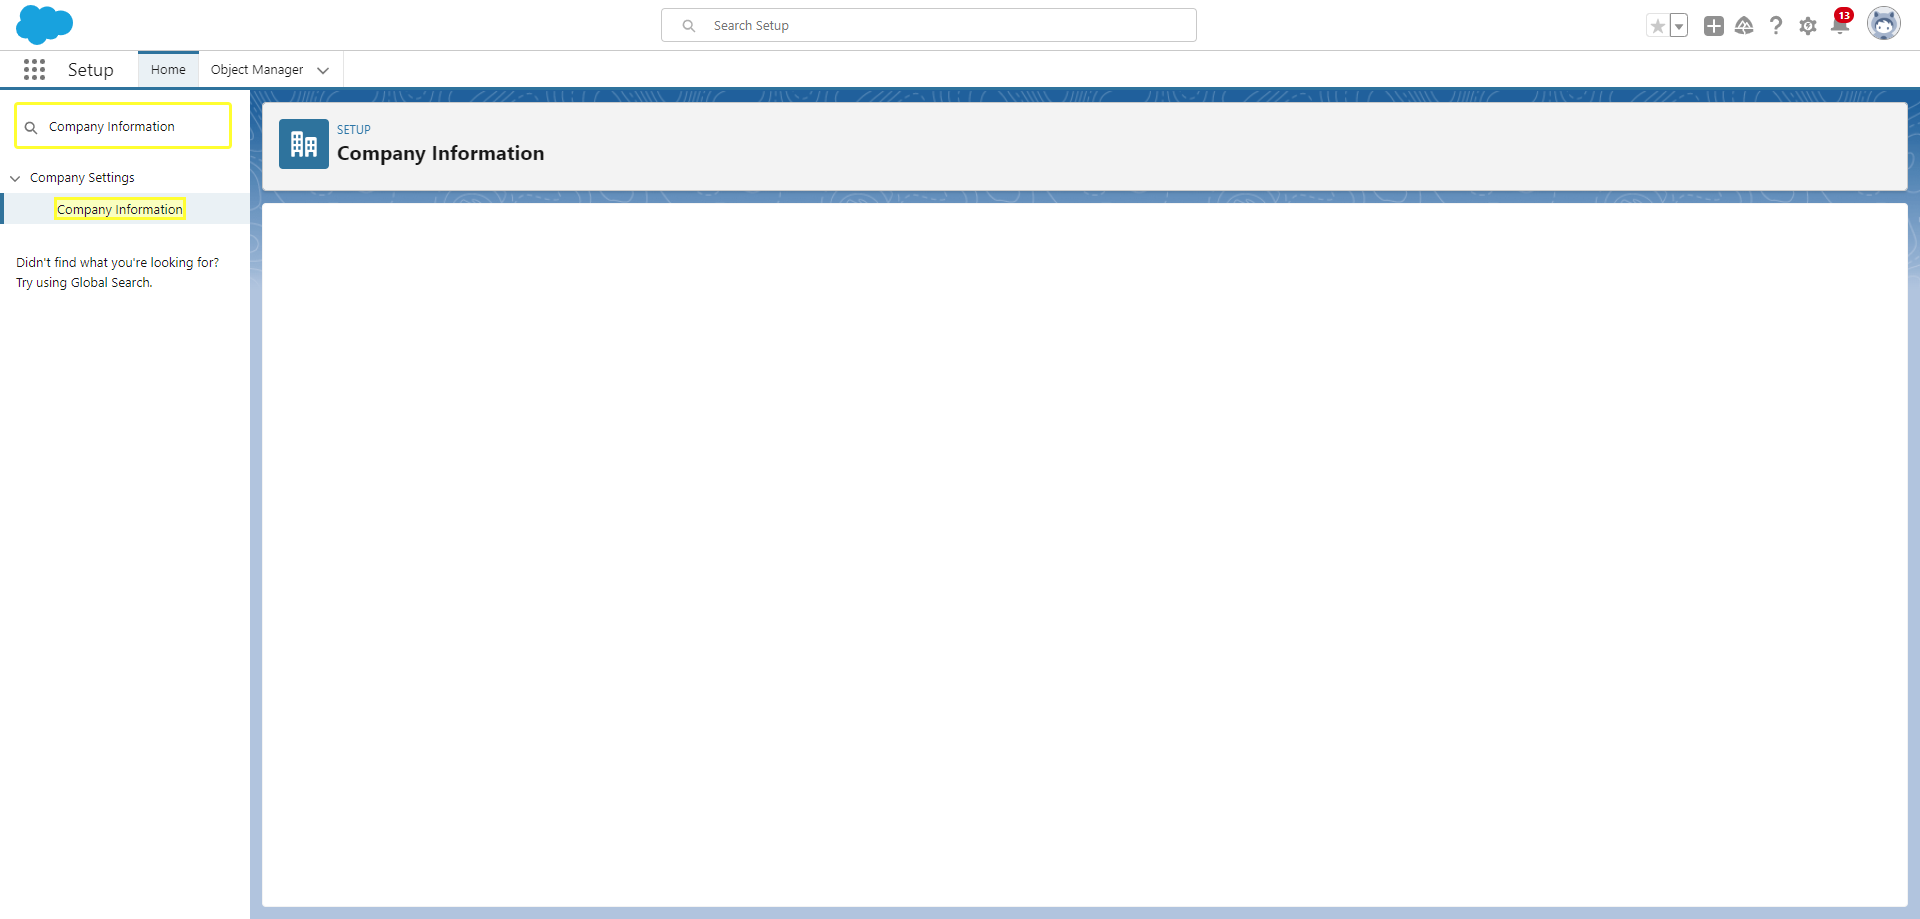 Search Setup
13
Setup
Home
Object Manager
Company Information
Company Settings
Company Information
Didn't find what you're looking for?
Try using Global Search.
SETUP
Company Information